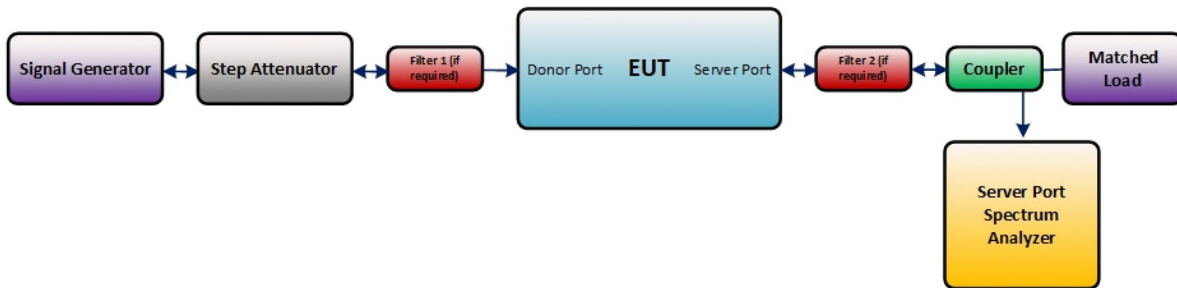 Signal Generator
Step Attenuator
Filter 1 (if
required)
Donor Port
EUT
Server Port
Filter 2 (if
required)
Coupler
Matched
Load
Server Port
Spectrum
Analyzer